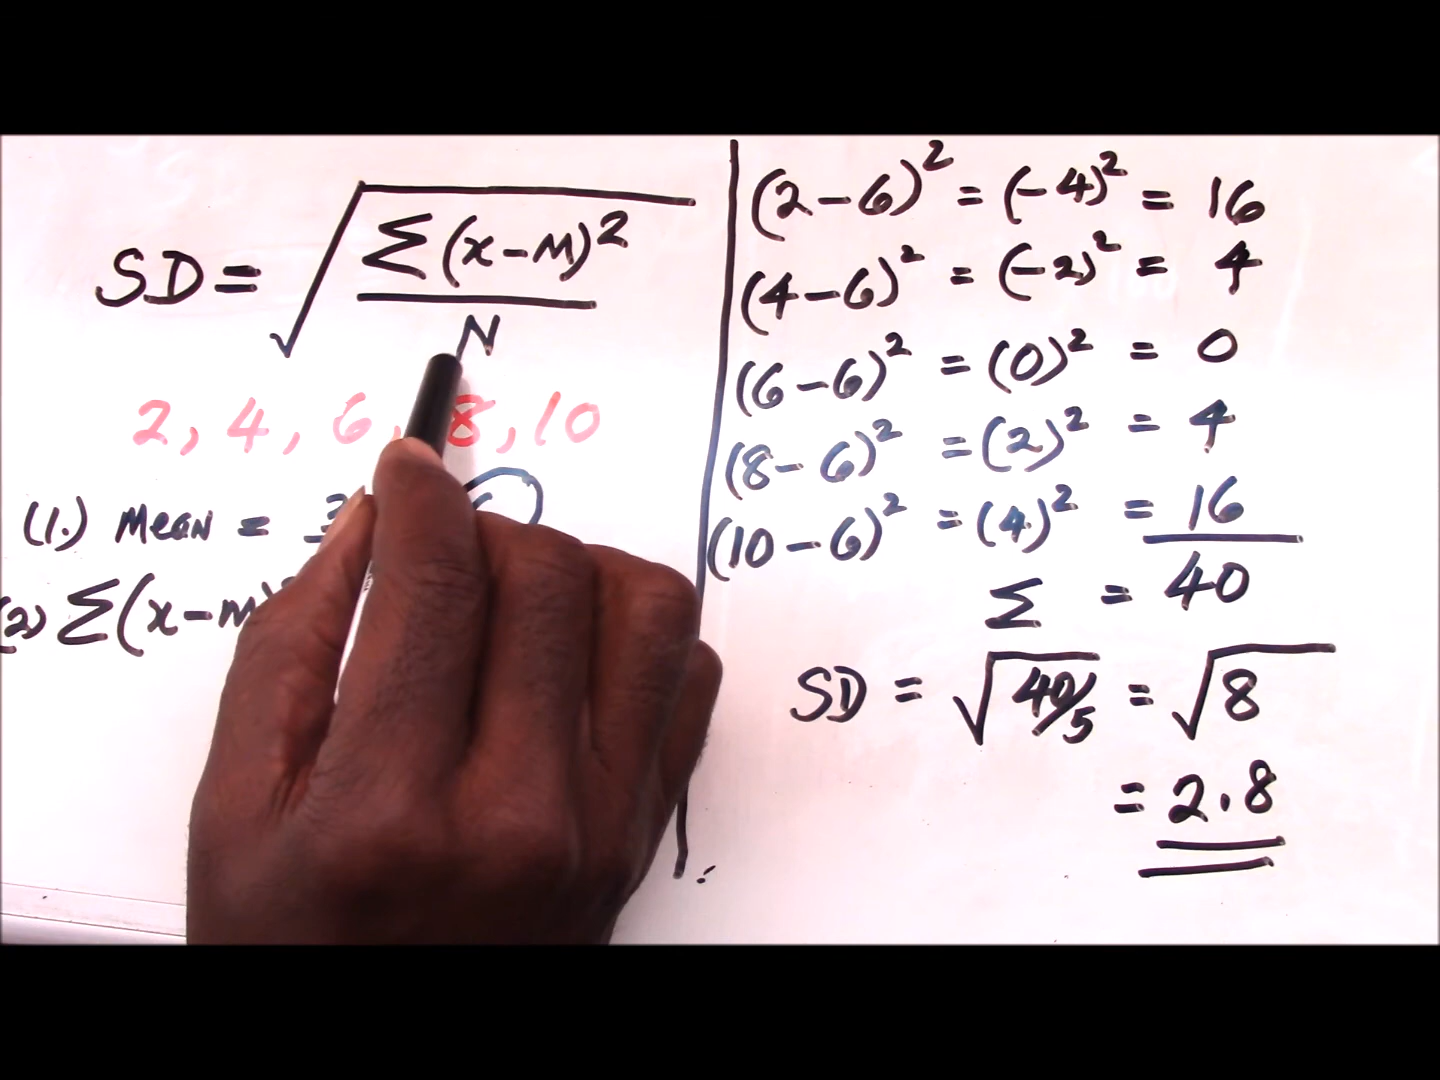 SD = √Σ(x-M)²
N
2, 4, 6, 8, 10
(1.) Mean =
(2) Σ(x-M)
(2-6)² = (-4)² = 16
(4-6)² = (-2)² = 4
(6-6)² = (0)² = 0
(8-6)² = (2)² = 4
(10-6)² = (4)² = 16
Σ = 40
SD = √40/5 = √8
= 2.8